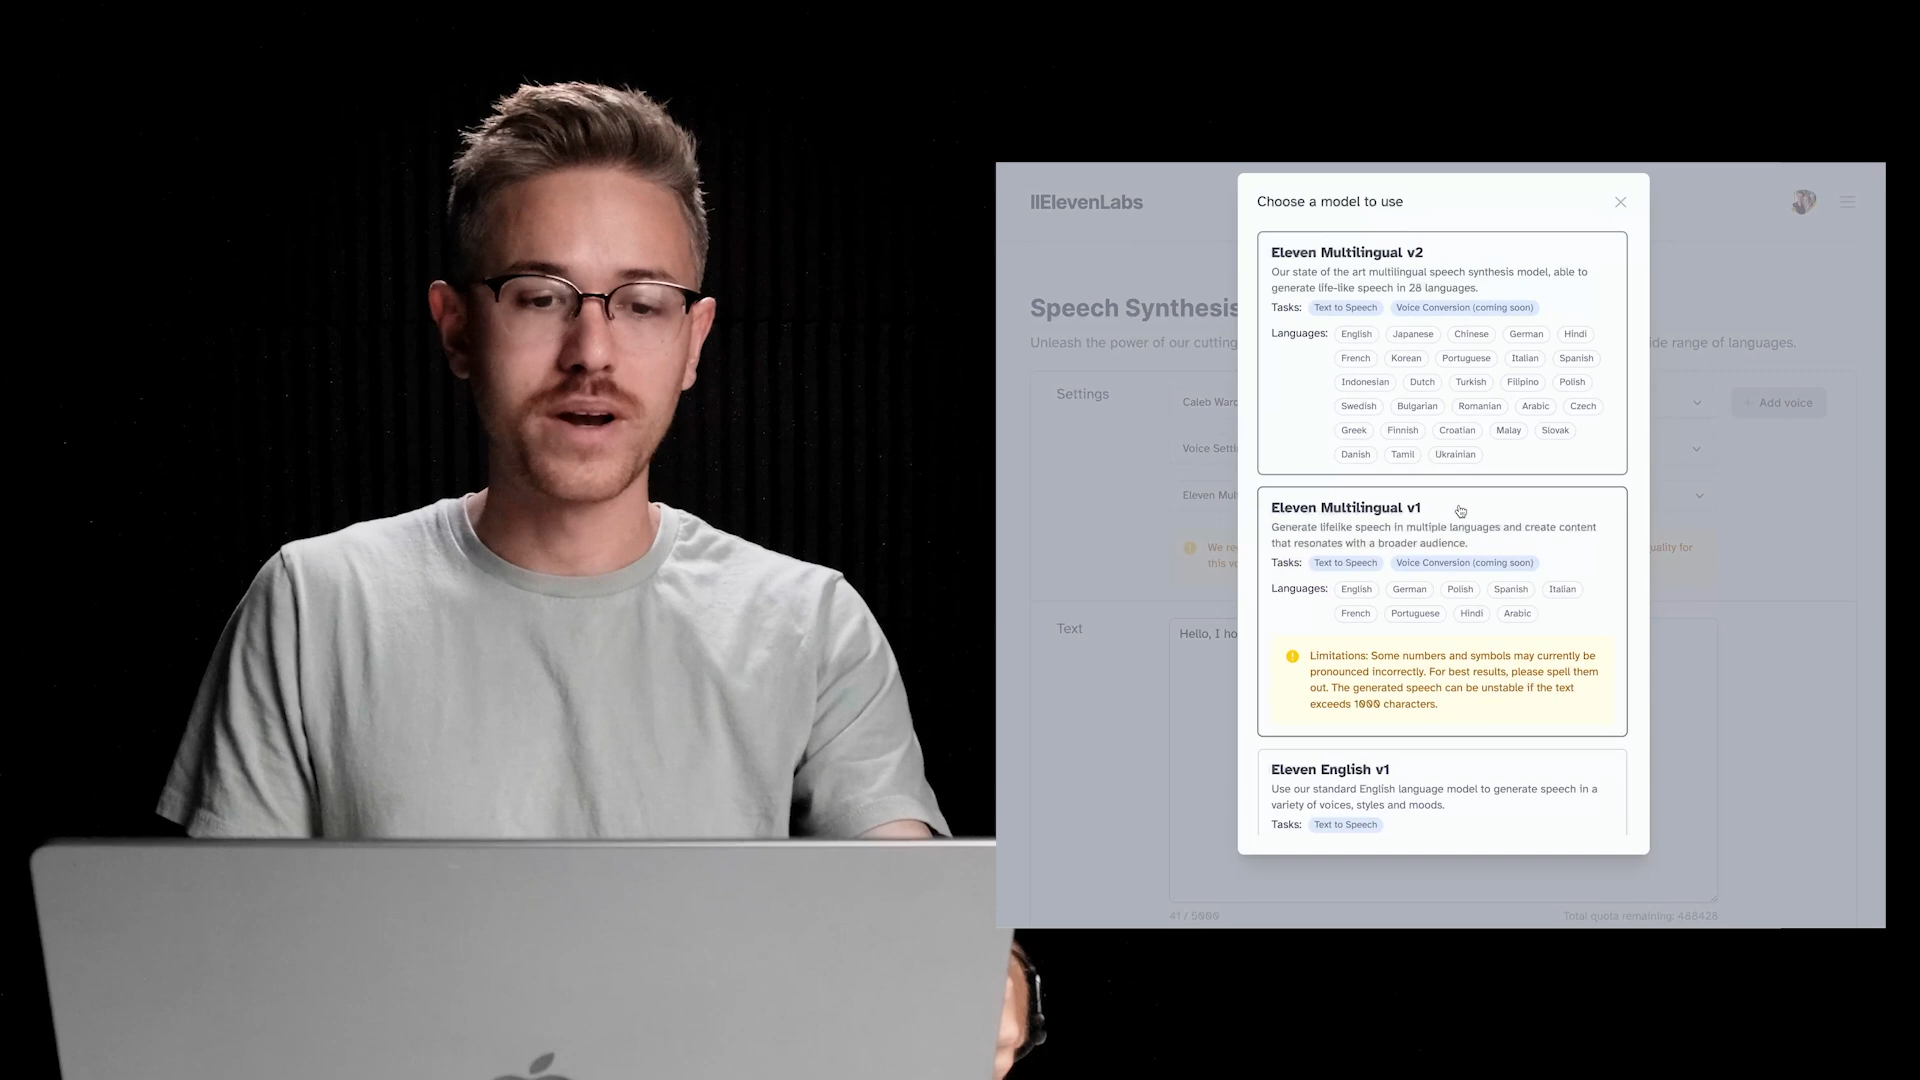 IIElevenLabs
Speech Synthesis
Unleash the power of our cutting
ide range of languages.
Settings
Caleb Ward
Add voice
Voice Setti
Eleven Mul
We re
this vo
uality for
Text
Hello, I ho
41 / 5000
Total quota remaining: 488428
Choose a model to use
Eleven Multilingual v2
Our state of the art multilingual speech synthesis model, able to
generate life-like speech in 28 languages.
Tasks: Text to Speech Voice Conversion (coming soon)
Languages: English Japanese Chinese German Hindi
French Korean Portuguese Italian Spanish
Indonesian Dutch Turkish Filipino Polish
Swedish Bulgarian Romanian Arabic Czech
Greek Finnish Croatian Malay Slovak
Danish Tamil Ukrainian
Eleven Multilingual v1
Generate lifelike speech in multiple languages and create content
that resonates with a broader audience.
Tasks: Text to Speech Voice Conversion (coming soon)
Languages: English German Polish Spanish Italian
French Portuguese Hindi Arabic
Limitations: Some numbers and symbols may currently be
pronounced incorrectly. For best results, please spell them
out. The generated speech can be unstable if the text
exceeds 1000 characters.
Eleven English v1
Use our standard English language model to generate speech in a
variety of voices, styles and moods.
Tasks: Text to Speech